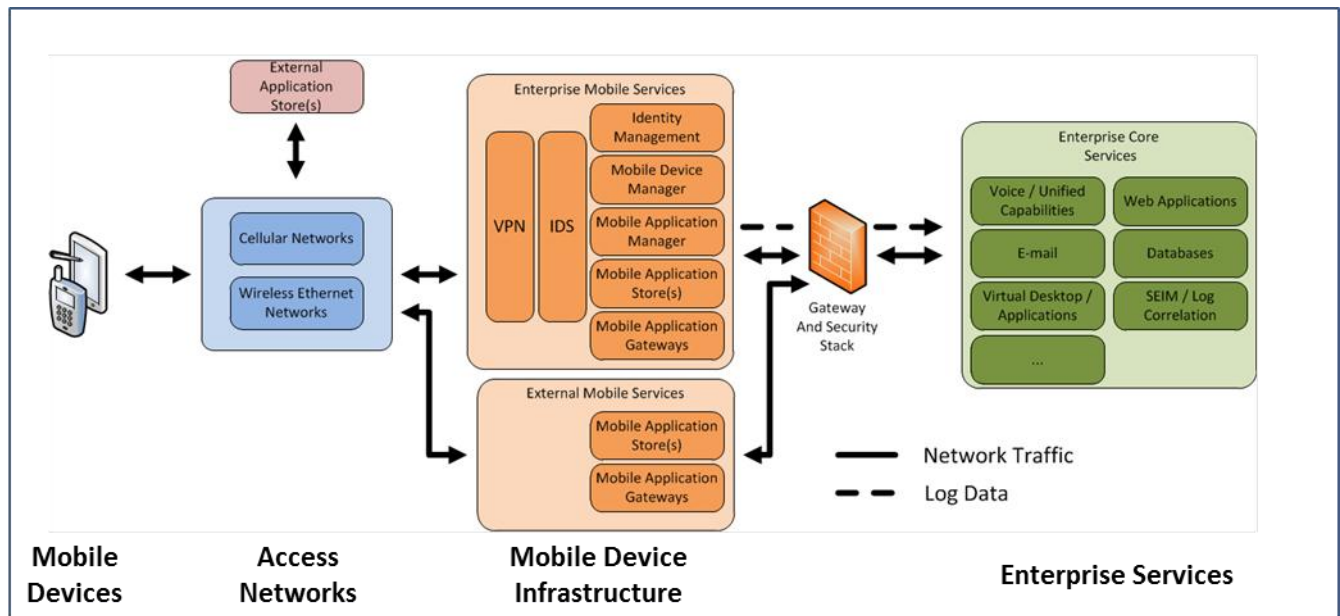 External
Application
Store(s)
Cellular Networks
Wireless Ethernet
Networks
Enterprise Mobile Services
VPN
IDS
Identity
Management
Mobile Device
Manager
Mobile Application
Manager
Mobile Application
Store(s)
Mobile Application
Gateways
External Mobile Services
Mobile Application
Store(s)
Mobile Application
Gateways
Gateway
And Security
Stack
Enterprise Core
Services
Voice / Unified
Capabilities
Web Applications
E-mail
Databases
Virtual Desktop /
Applications
SEIM / Log
Correlation
...
Network Traffic
Log Data
Mobile
Devices
Access
Networks
Mobile Device
Infrastructure
Enterprise Services